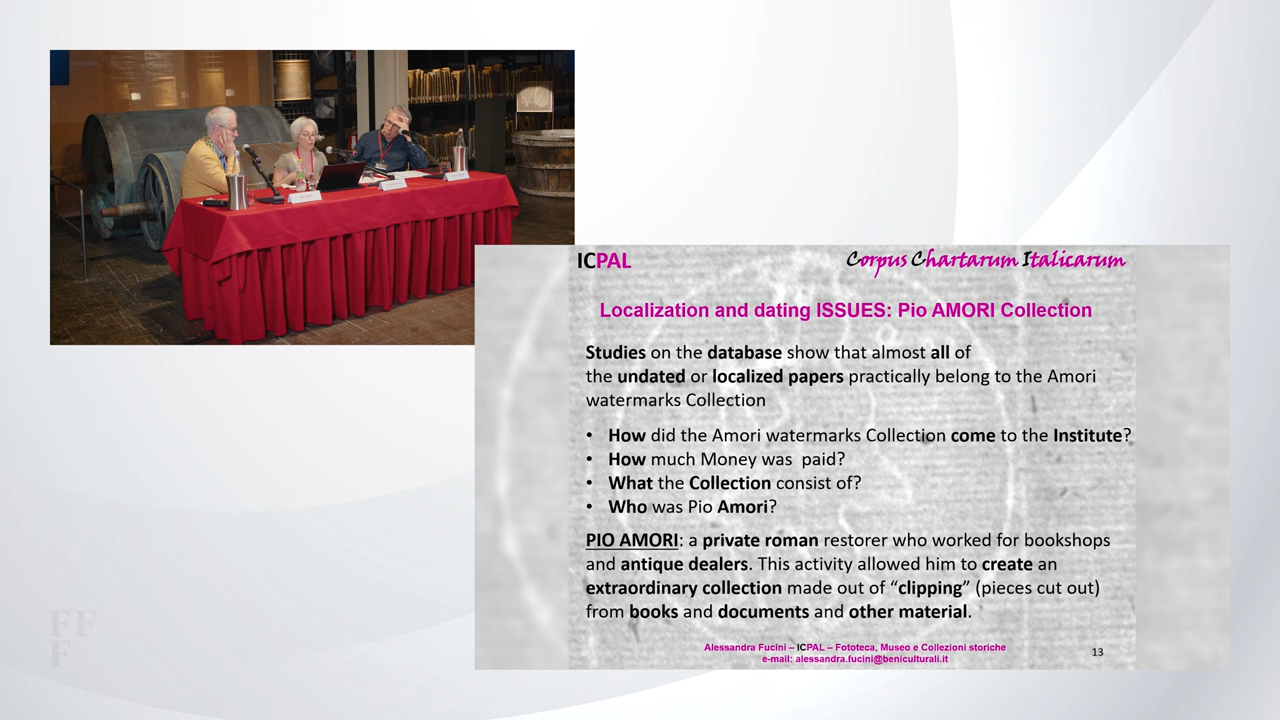 ICPAL
Corpus Chartarum Italicarum
Localization and dating ISSUES: Pio AMORI Collection
Studies on the database show that almost all of
the undated or localized papers practically belong to the Amori
watermarks Collection
• How did the Amori watermarks Collection come to the Institute?
• How much Money was paid?
• What the Collection consist of?
• Who was Pio Amori?
PIO AMORI: a private roman restorer who worked for bookshops
and antique dealers. This activity allowed him to create an
extraordinary collection made out of “clipping” (pieces cut out)
from books and documents and other material.
Alessandra Fucini – ICPAL – Fototeca, Museo e Collezioni storiche
e-mail: alessandra.fucini@beniculturali.it
13
FF
F